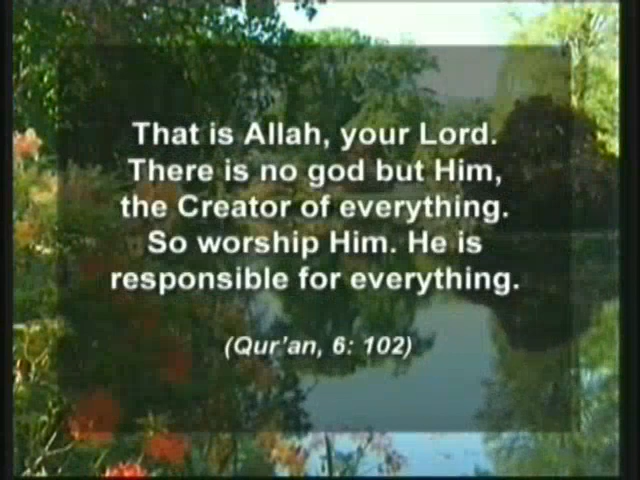 That is Allah, your Lord.
There is no god but Him,
the Creator of everything.
So worship Him. He is
responsible for everything.
(Qur'an, 6: 102)